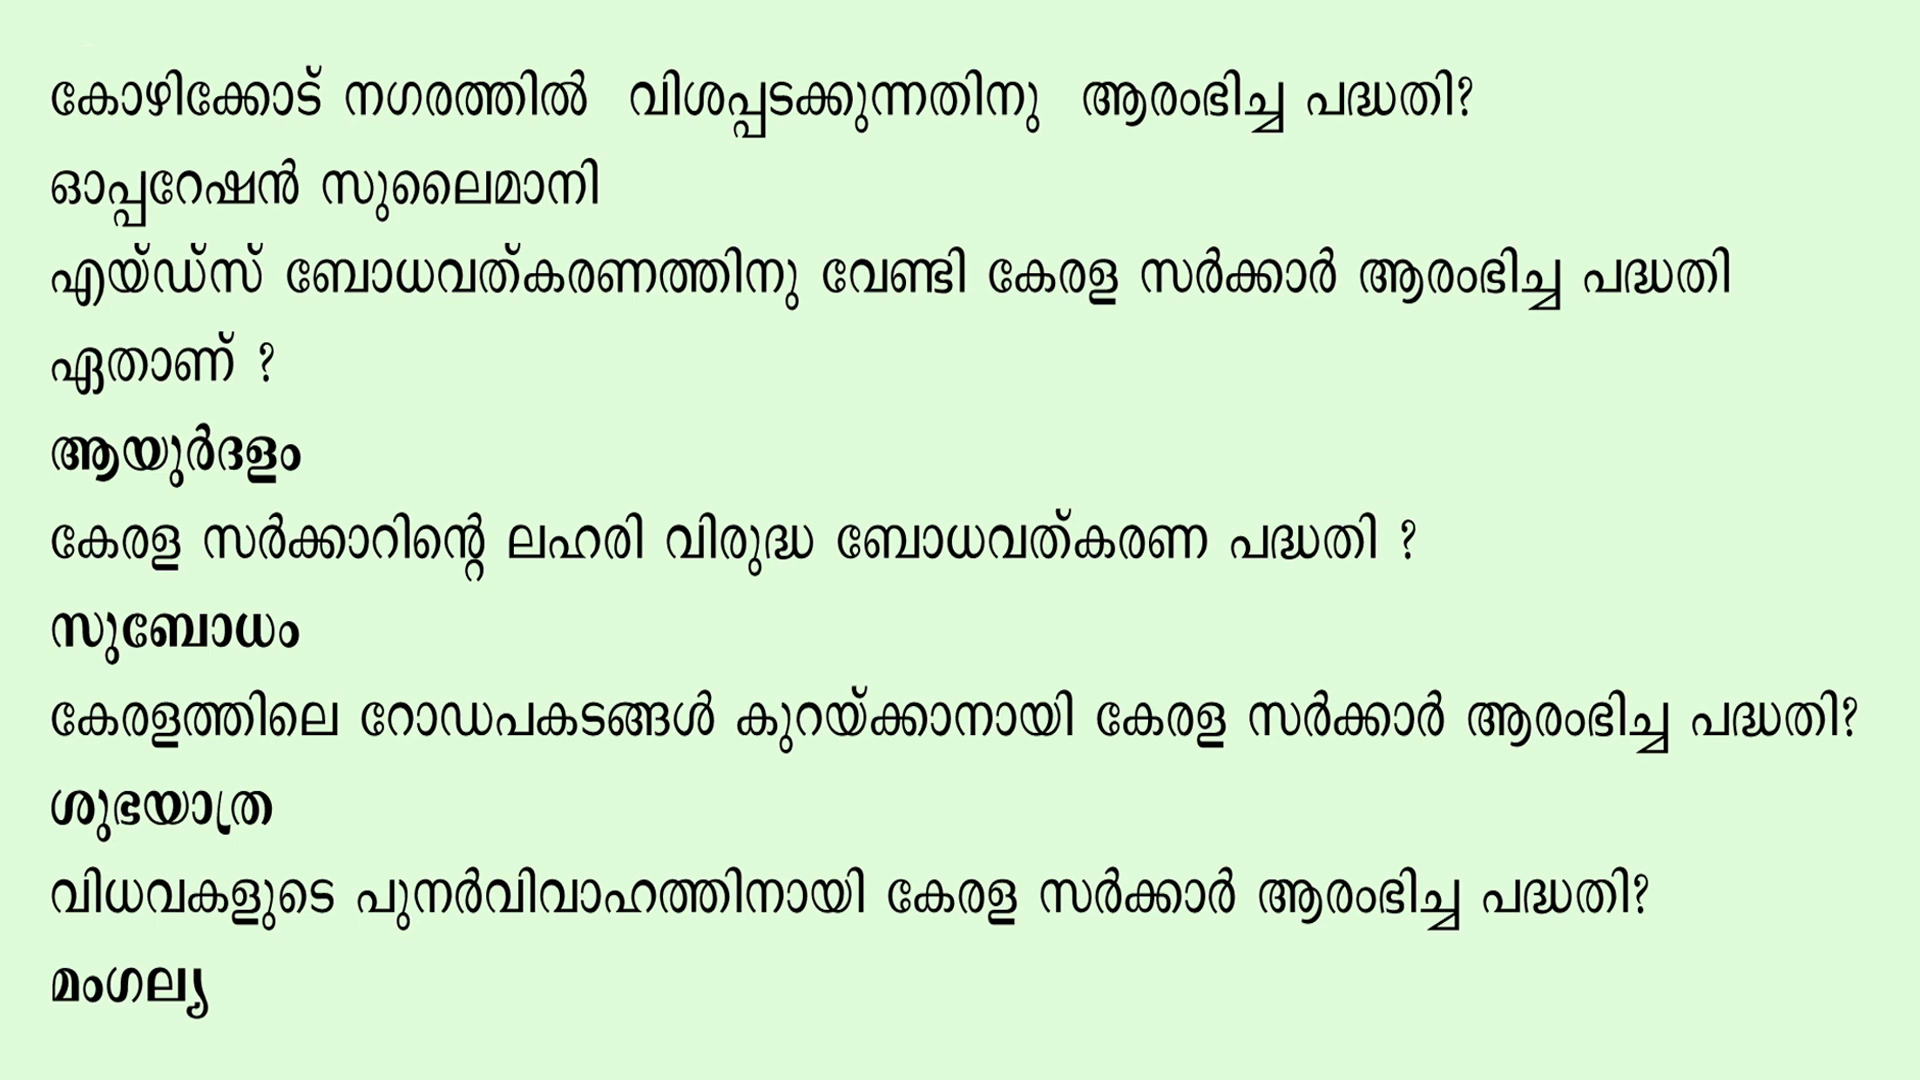 കോഴിക്കോട് നഗരത്തിൽ വിശപ്പടക്കുന്നതിനു ആരംഭിച്ച പദ്ധതി?
ഓപ്പറേഷൻ സുലൈമാനി
എയ്ഡ്സ് ബോധവത്കരണത്തിനു വേണ്ടി കേരള സർക്കാർ ആരംഭിച്ച പദ്ധതി
ഏതാണ് ?
ആയുർദളം
കേരള സർക്കാറിന്റെ ലഹരി വിരുദ്ധ ബോധവത്കരണ പദ്ധതി ?
സുബോധം
കേരളത്തിലെ റോഡപകടങ്ങൾ കുറയ്ക്കാനായി കേരള സർക്കാർ ആരംഭിച്ച പദ്ധതി?
ശുഭയാത്ര
വിധവകളുടെ പുനർവിവാഹത്തിനായി കേരള സർക്കാർ ആരംഭിച്ച പദ്ധതി?
മംഗല്യ